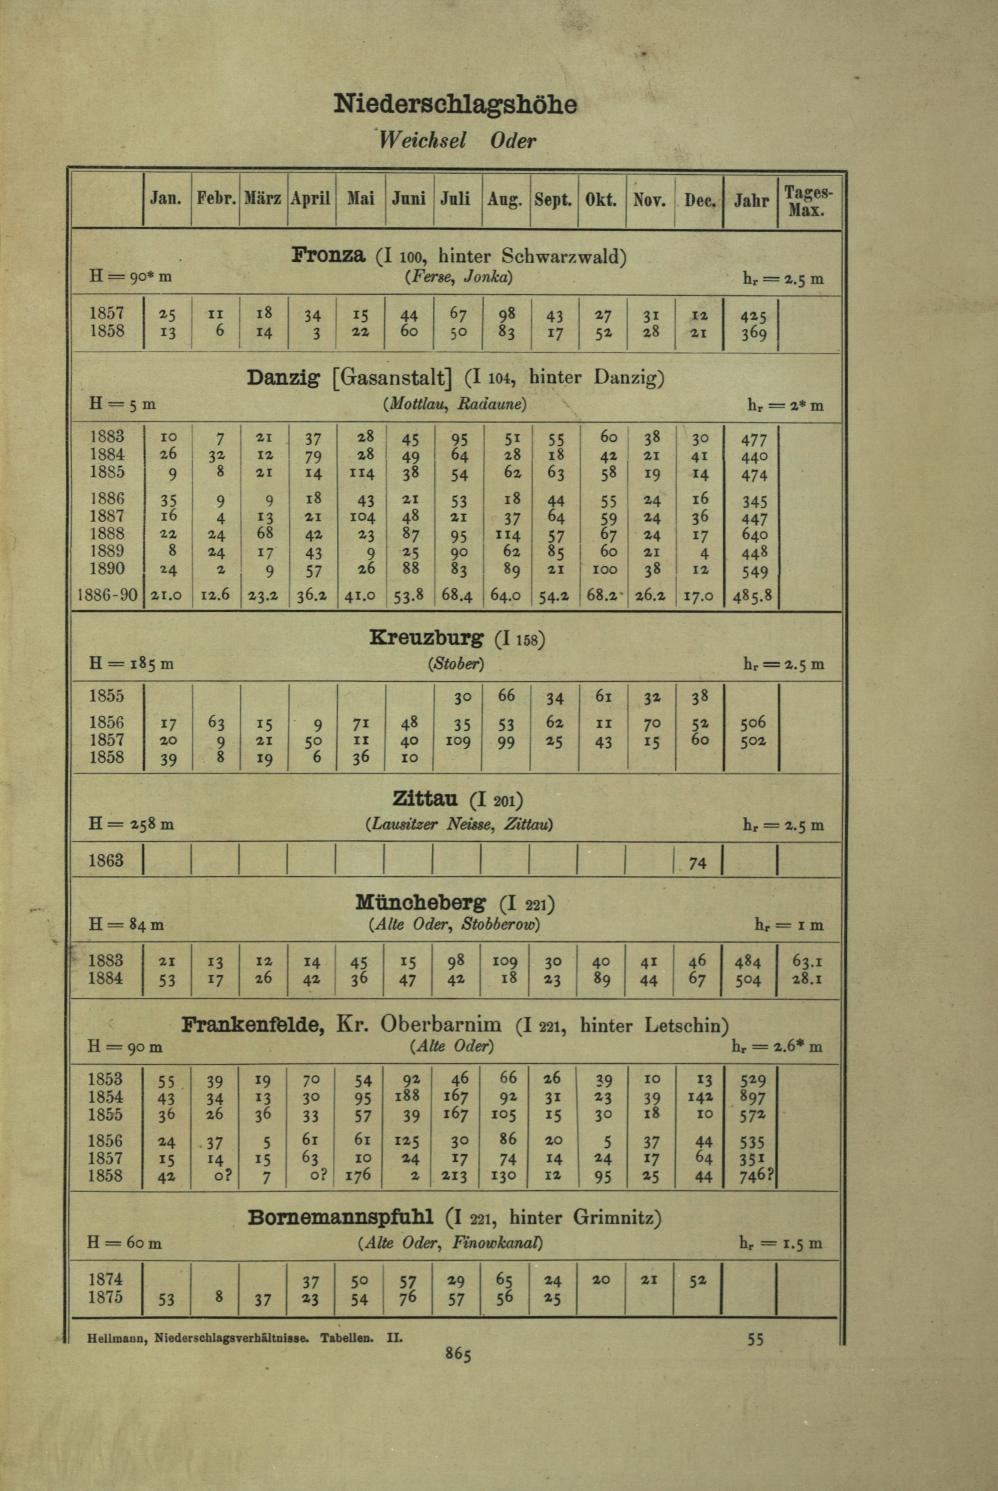 Niederschlagshöhe
Weichsel Oder
Jan. Febr. März April Mai Juni Juli Aug. Sept. Okt. Nov. Dec. Jahr Tages-Max.
Fronza (I 100, hinter Schwarzwald)
H = 90* m (Ferse, Jonka) hr = 2.5 m
1857 25 11 18 34 15 44 67 98 43 27 31 12 425
1858 13 6 14 3 22 60 50 83 17 52 28 21 369
Danzig [Gasanstalt] (I 104, hinter Danzig)
H = 5 m (Mottlau, Radaune) hr = 2* m
1883 10 7 21 37 28 45 95 51 55 60 38 30 477
1884 26 32 12 79 28 49 64 28 18 42 21 41 440
1885 9 8 21 14 114 38 54 62 63 58 19 14 474
1886 35 9 9 18 43 21 53 18 44 55 24 16 345
1887 16 4 13 21 104 48 21 37 64 59 24 36 447
1888 22 24 68 42 23 87 95 114 57 67 24 17 640
1889 8 24 17 43 9 25 90 62 85 60 21 4 448
1890 24 2 9 57 26 88 83 89 21 100 38 12 549
1886-90 21.0 12.6 23.2 36.2 41.0 53.8 68.4 64.0 54.2 68.2 26.2 17.0 485.8
Kreuzburg (I 158)
H = 185 m (Stober) hr = 2.5 m
1855 30 66 34 61 32 38
1856 17 63 15 9 71 48 35 53 62 11 70 52 506
1857 20 9 21 50 11 40 109 99 25 43 15 60 502
1858 39 8 19 6 36 10
Zittau (I 201)
H = 258 m (Lausitzer Neisse, Zittau) hr = 2.5 m
1863 74
Müncheberg (I 221)
H = 84 m (Alte Oder, Stobberow) hr = 1 m
1883 21 13 12 14 45 15 98 109 30 40 41 46 484 63.1
1884 53 17 26 42 36 47 42 18 23 89 44 67 504 28.1
Frankenfelde, Kr. Oberbarnim (I 221, hinter Letschin)
H = 90 m (Alte Oder) hr = 2.6* m
1853 55 39 19 70 54 92 46 66 26 39 10 13 529
1854 43 34 13 30 95 188 167 92 31 23 39 142 897
1855 36 26 36 33 57 39 167 105 15 30 18 10 572
1856 24 37 5 61 61 125 30 86 20 5 37 44 535
1857 15 14 15 63 10 24 17 74 14 24 17 64 351
1858 42 0? 7 0? 176 2 213 130 12 95 25 44 746?
Bornemannspfuhl (I 221, hinter Grimnitz)
H = 60 m (Alte Oder, Finowkanal) hr = 1.5 m
1874 37 50 57 29 65 24 20 21 52
1875 53 8 37 23 54 76 57 56 25
Hellmann, Niederschlagsverhältnisse. Tabellen. II. 55
865